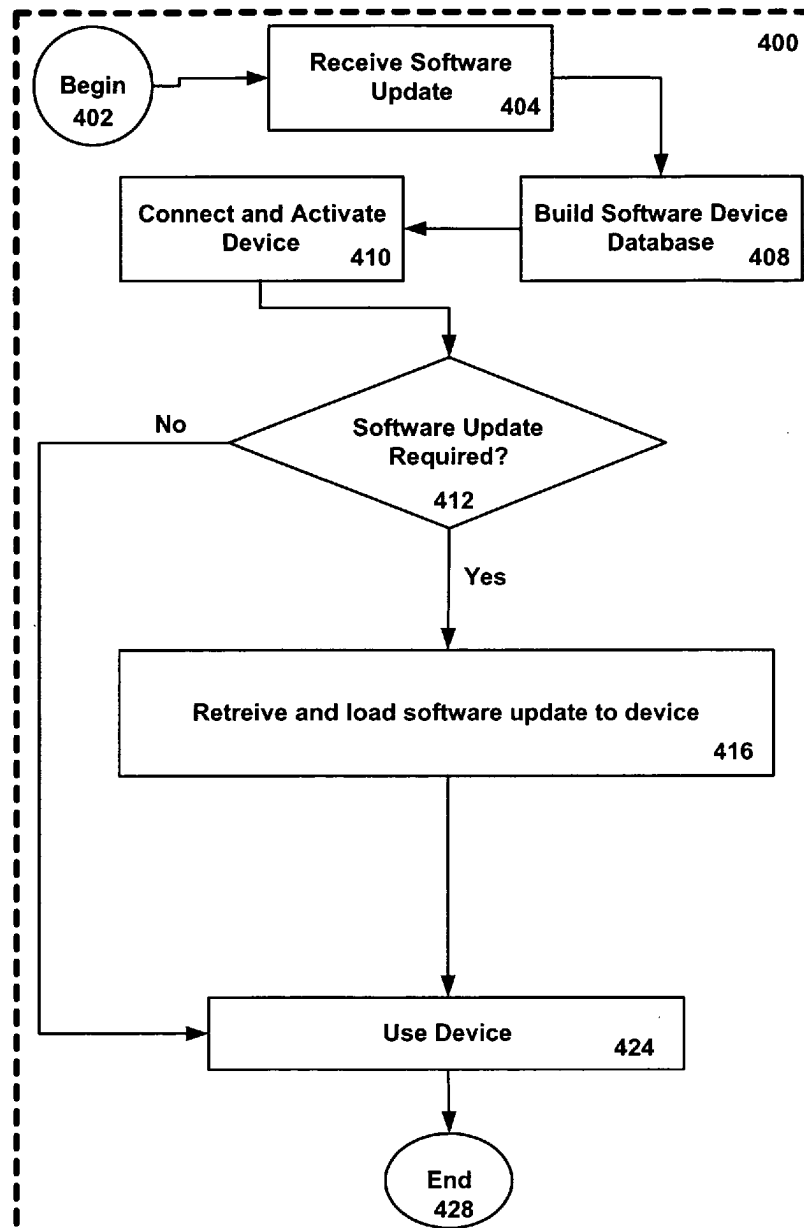 400
Begin
402
Receive Software
Update
404
Build Software Device
Database
408
Connect and Activate
Device
410
Software Update
Required?
412
No
Yes
Retreive and load software update to device
416
Use Device
424
End
428